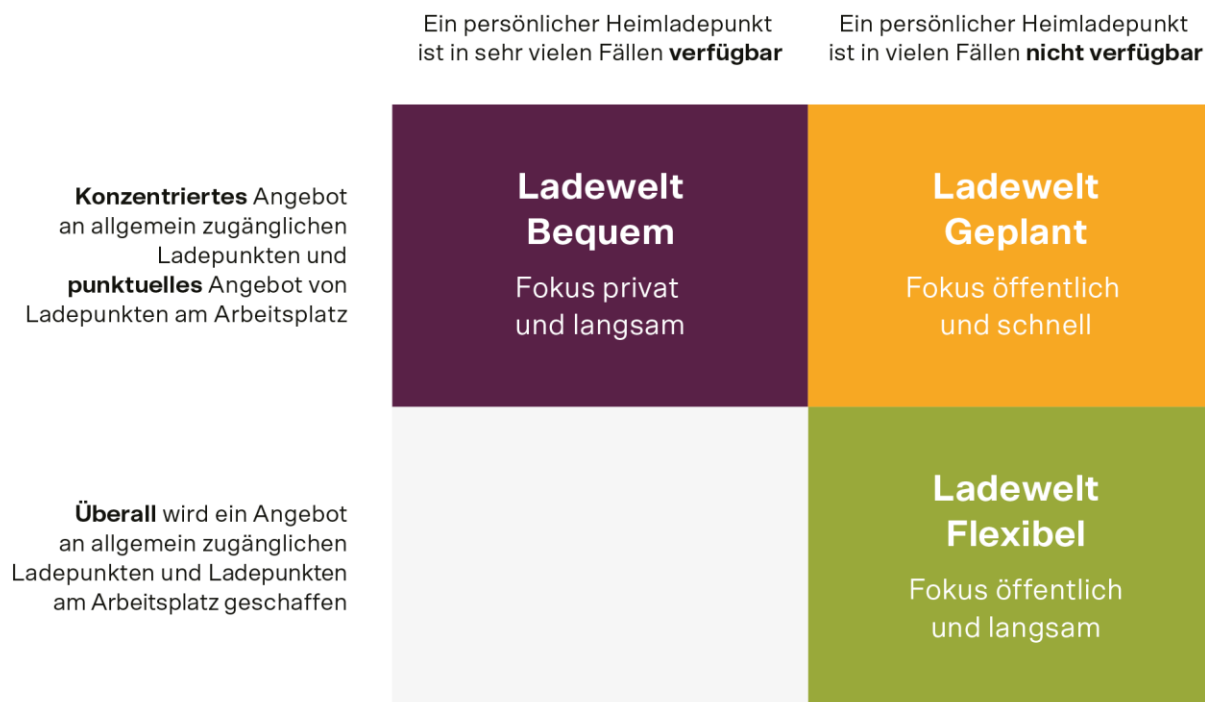 Ein persönlicher Heimladepunkt
ist in sehr vielen Fällen verfügbar
Ein persönlicher Heimladepunkt
ist in vielen Fällen nicht verfügbar
Konzentriertes Angebot
an allgemein zugänglichen
Ladepunkten und
punktuelles Angebot von
Ladepunkten am Arbeitsplatz
Ladewelt
Bequem
Fokus privat
und langsam
Ladewelt
Geplant
Fokus öffentlich
und schnell
Überall wird ein Angebot
an allgemein zugänglichen
Ladepunkten und Ladepunkten
am Arbeitsplatz geschaffen
Ladewelt
Flexibel
Fokus öffentlich
und langsam